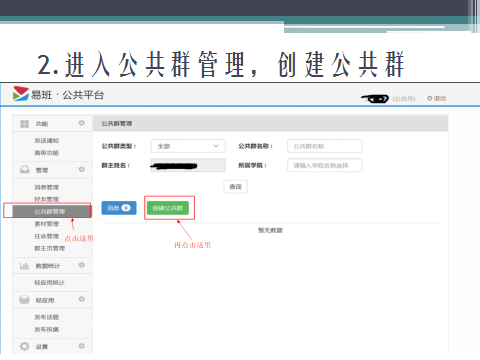 2.进入公共群管理，创建公共群
易班·公共平台
(公共号) 退出
功能
发送通知
高级功能
管理
消息管理
好友管理
公共群管理
点击这里
素材管理
任命管理
群主页管理
数据统计
轻应用统计
轻应用
发布话题
发布投票
设置
公共群管理
公共群类型： 全部 公共群名称： 公共群名称
群主姓名： 所属学院： 请输入学院名称选择
查询
消息 创建公共群
再点击这里
暂无数据